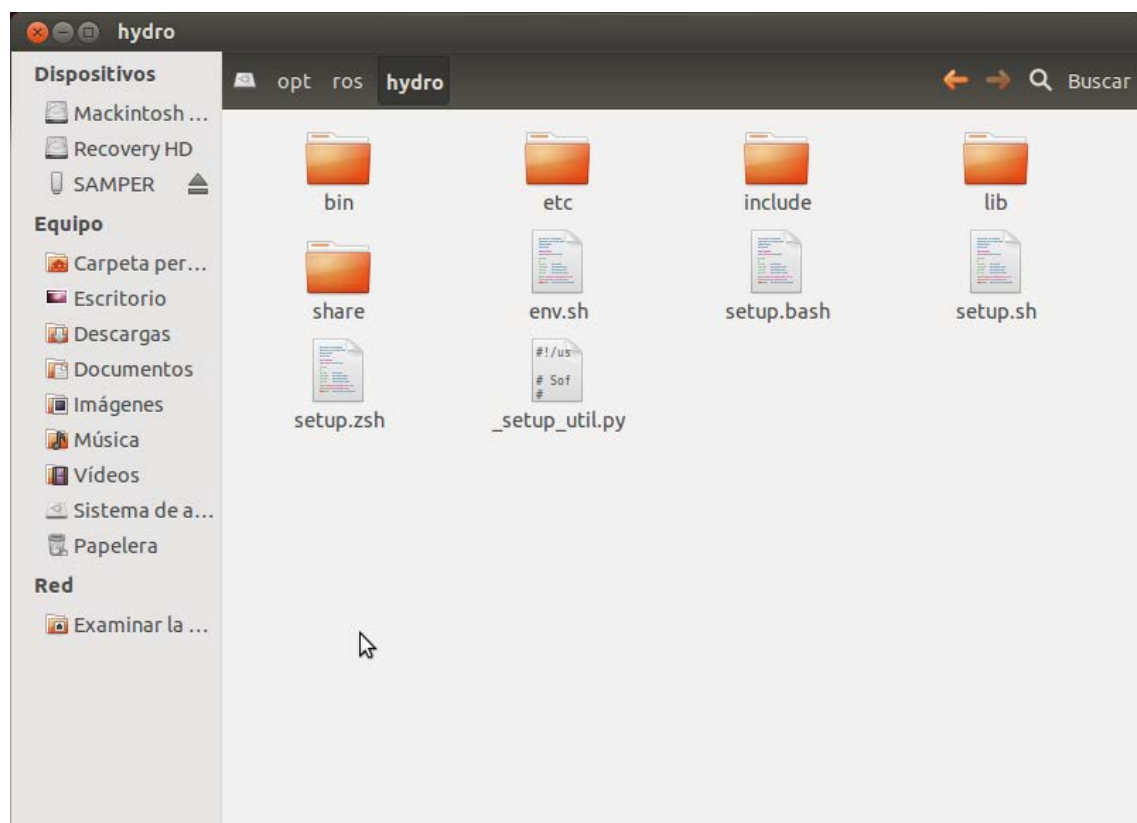 hydro
Dispositivos
Mackintosh ...
Recovery HD
SAMPER
Equipo
Carpeta per...
Escritorio
Descargas
Documentos
Imágenes
Música
Vídeos
Sistema de a...
Papelera
Red
Examinar la ...
opt ros hydro
Buscar
bin etc include lib
share env.sh setup.bash setup.sh
#!/us
# Sof
#
setup.zsh _setup_util.py